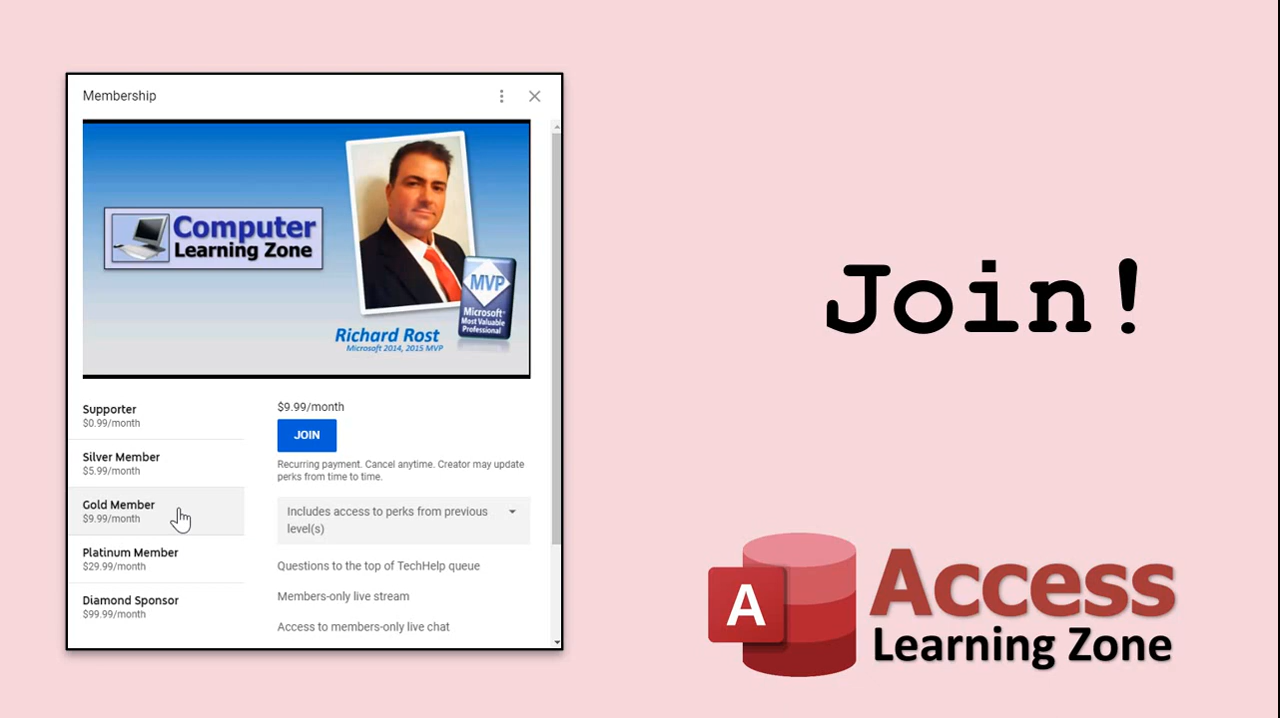 Membership
Computer
Learning Zone
MVP
Microsoft®
Most Valuable
Professional
Richard Rost
Microsoft 2014, 2015 MVP
Supporter
$0.99/month
Silver Member
$5.99/month
Gold Member
$9.99/month
Platinum Member
$29.99/month
Diamond Sponsor
$99.99/month
$9.99/month
JOIN
Recurring payment. Cancel anytime. Creator may update
perks from time to time.
Includes access to perks from previous
level(s)
Questions to the top of TechHelp queue
Members-only live stream
Access to members-only live chat
Join!
A
Access
Learning Zone